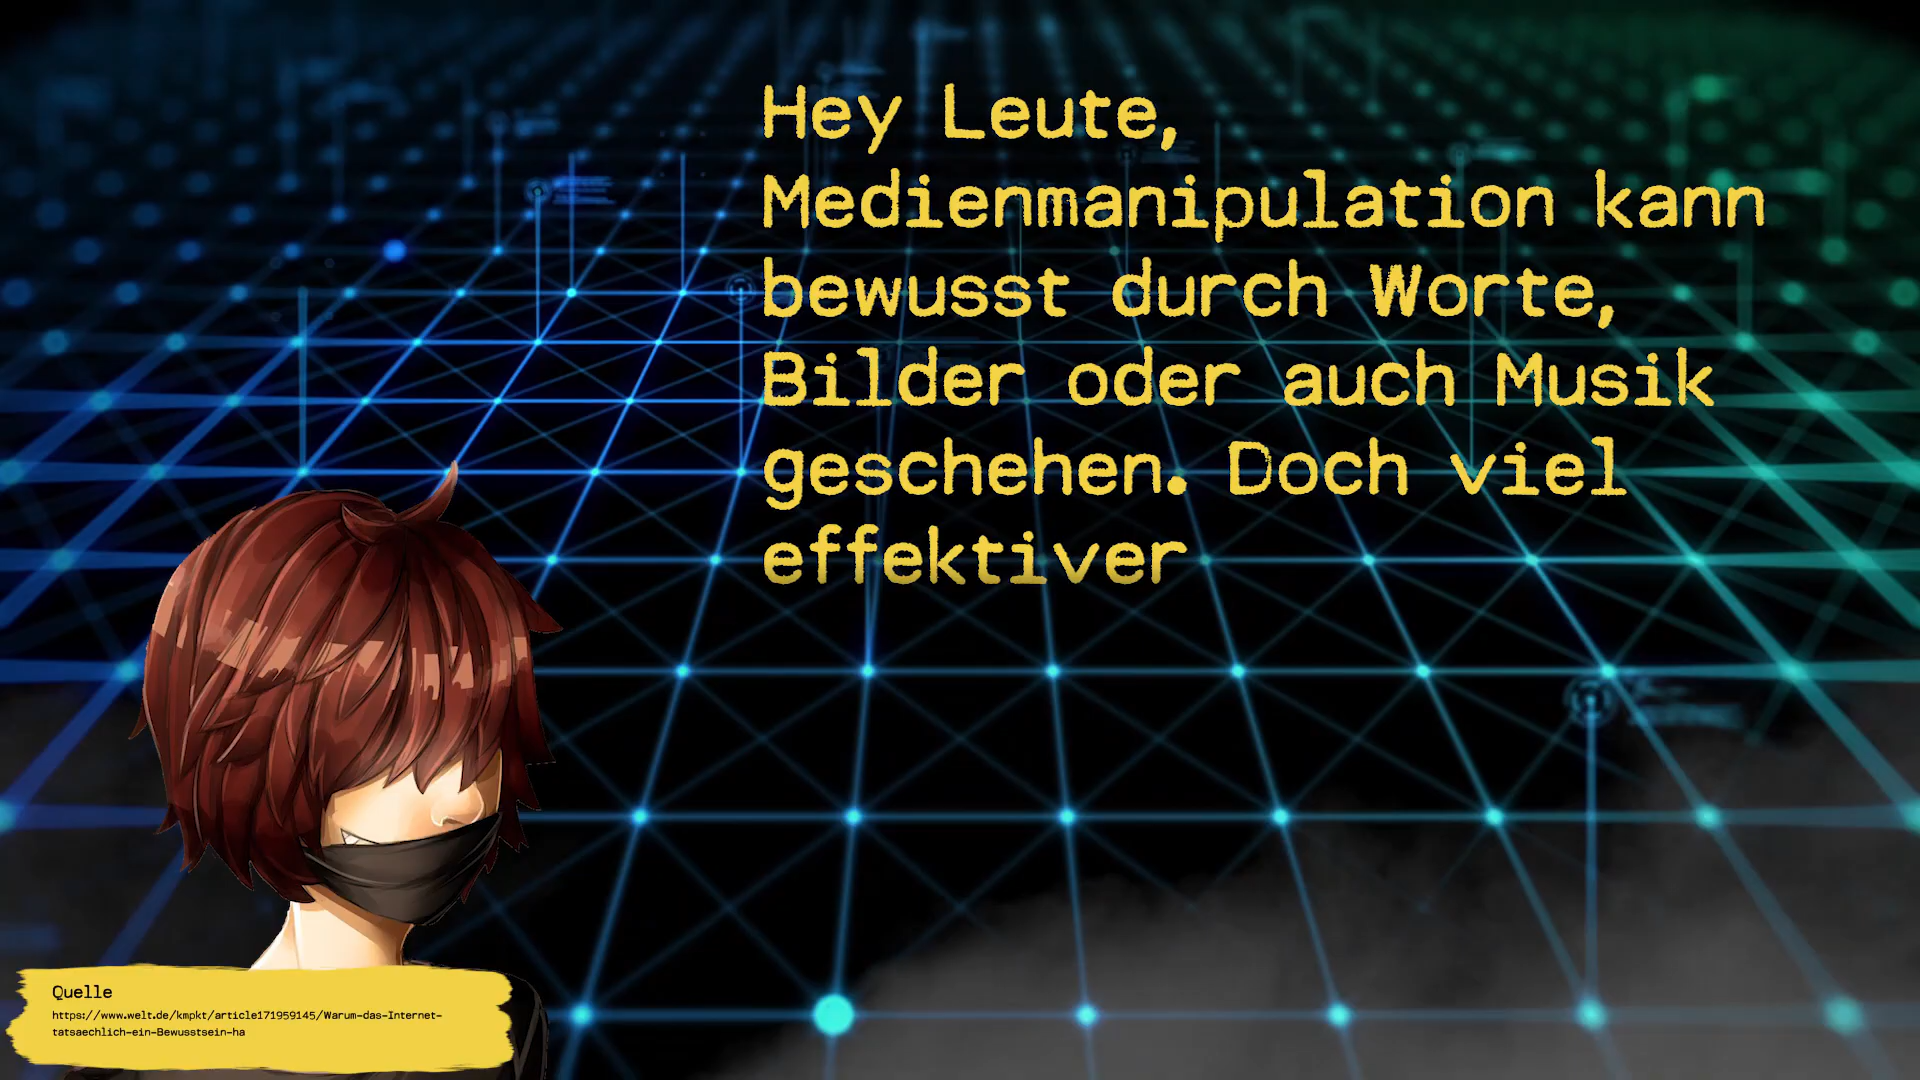 Hey Leute,
Medienmanipulation kann
bewusst durch Worte,
Bilder oder auch Musik
geschehen. Doch viel
effektiver
Quelle
https://www.welt.de/kmpkt/article171959145/Warum-das-Internet-
tatsaechlich-ein-Bewusstsein-ha